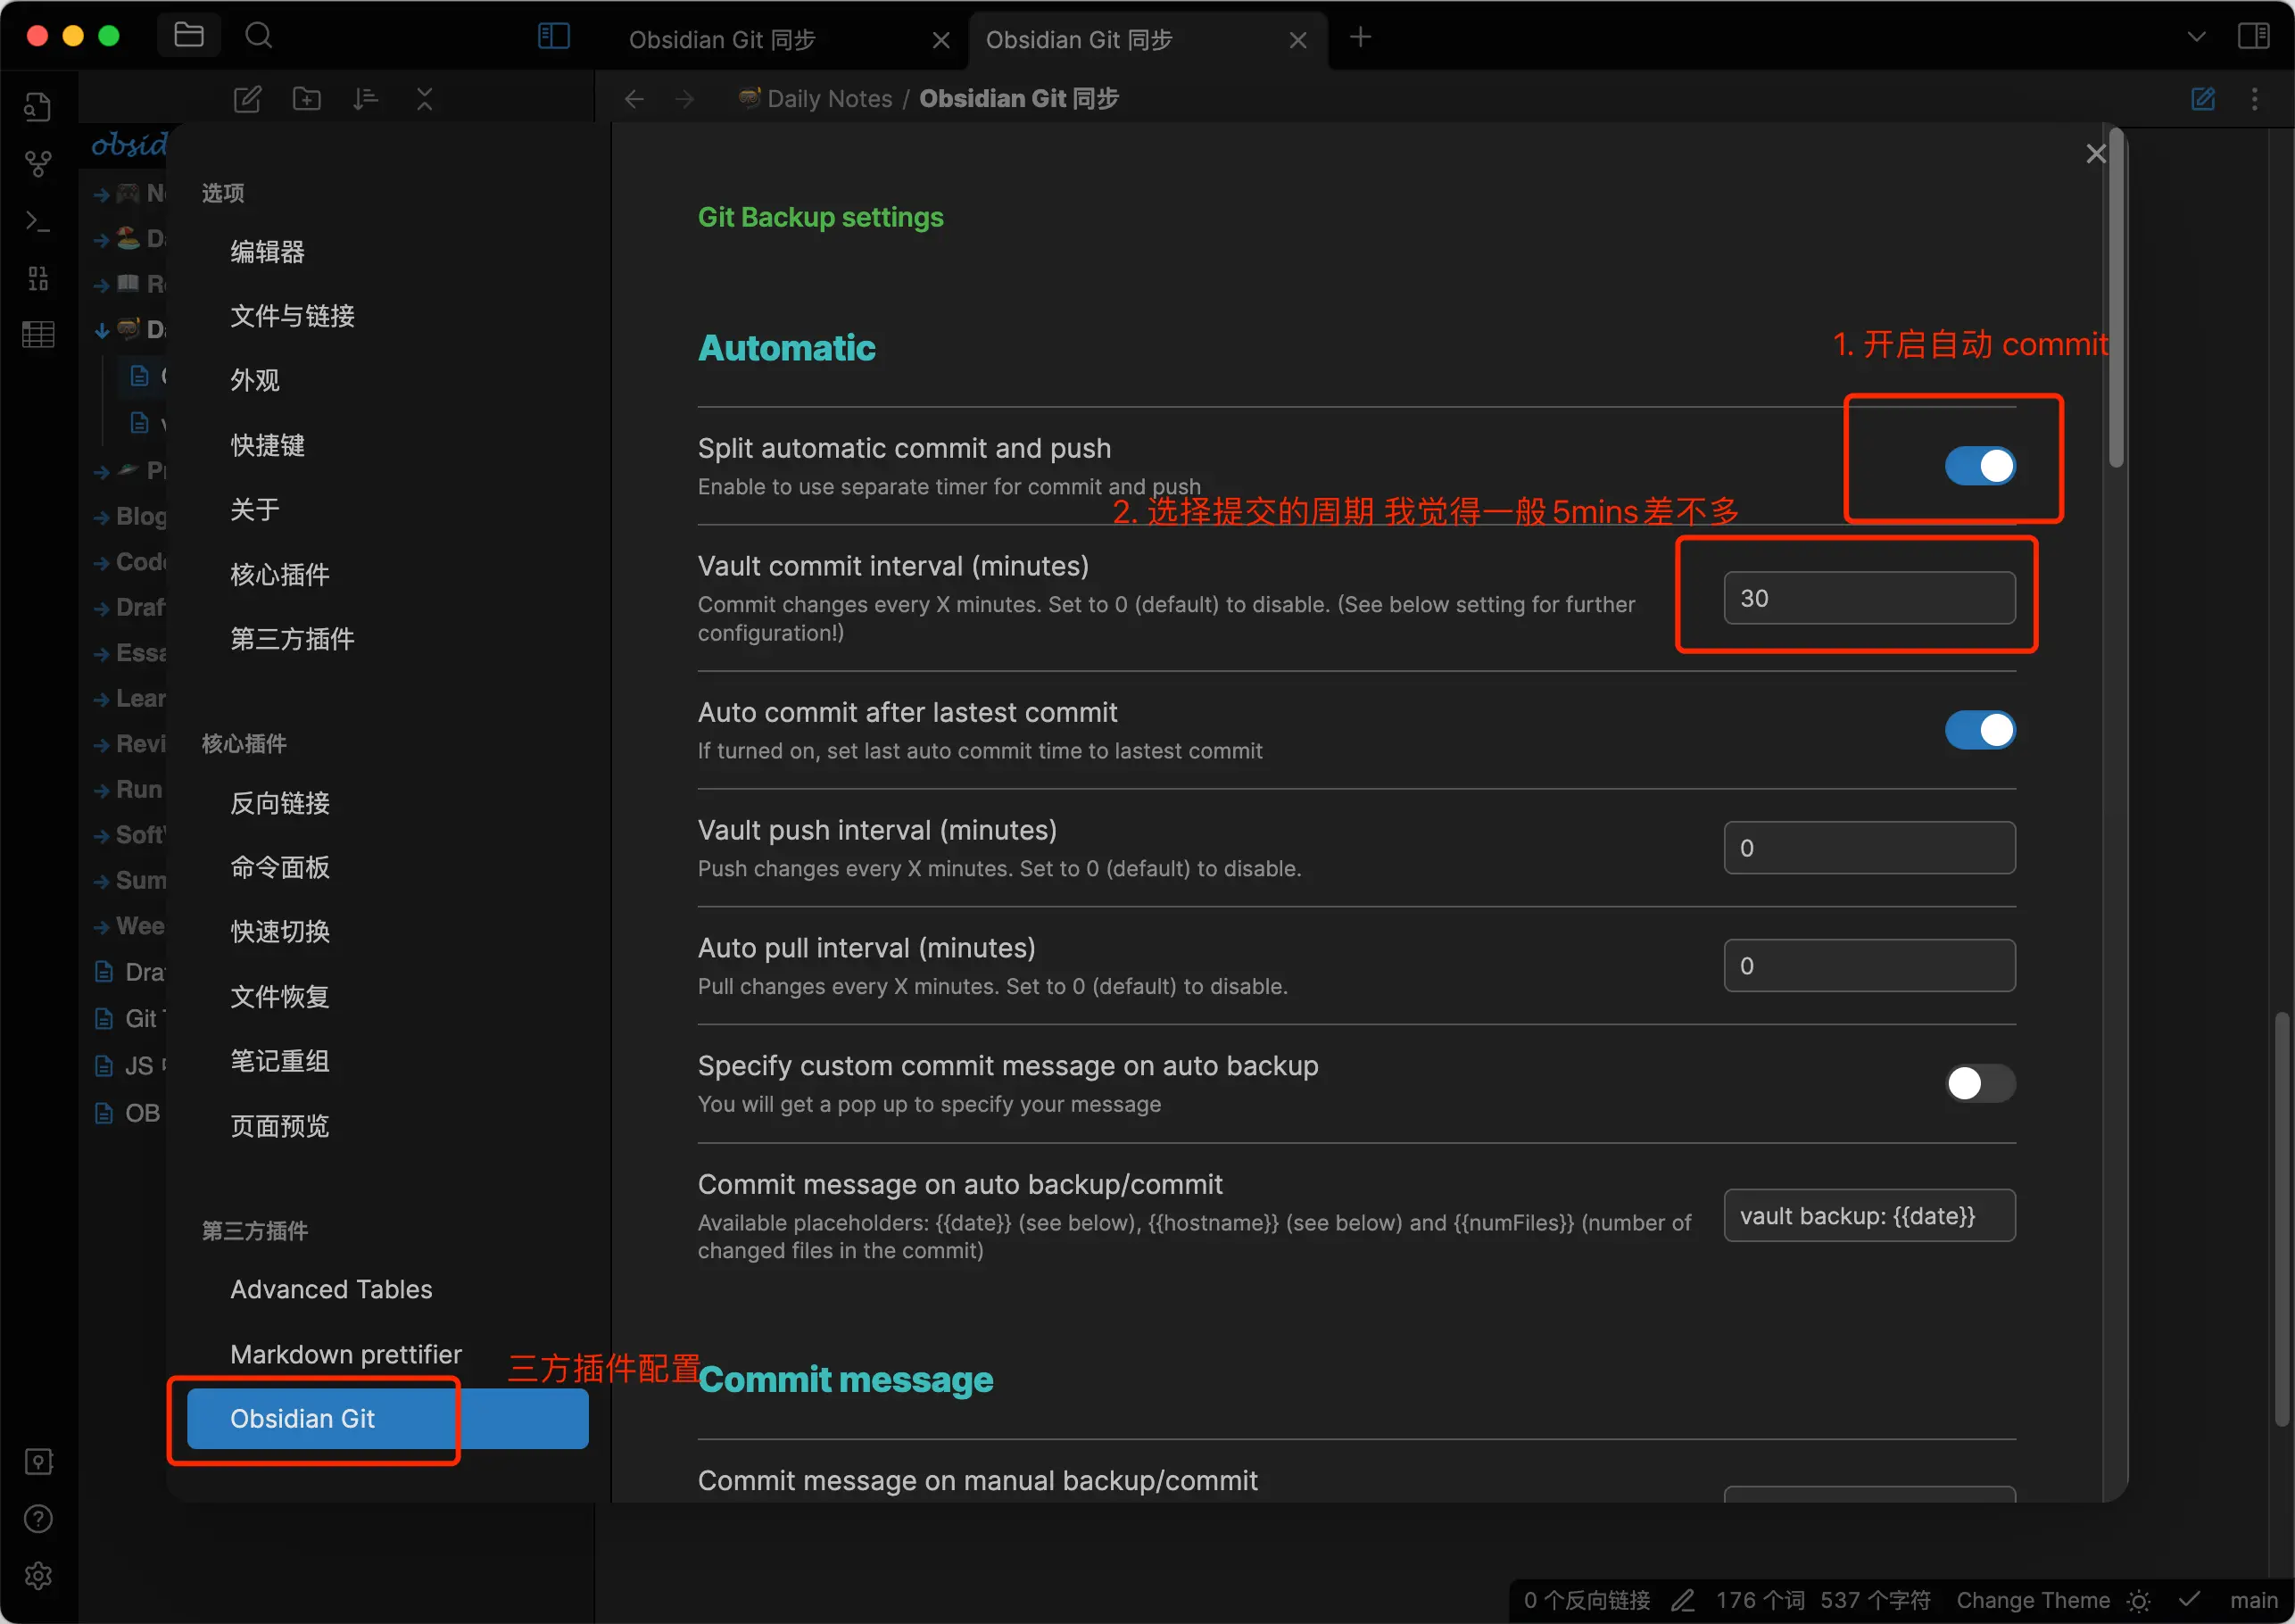 Obsidian Git 同步
Obsidian Git 同步
Daily Notes / Obsidian Git 同步
选项
编辑器
文件与链接
外观
快捷键
关于
核心插件
第三方插件
核心插件
反向链接
命令面板
快速切换
文件恢复
笔记重组
页面预览
第三方插件
Advanced Tables
Markdown prettifier
三方插件配置
Obsidian Git
Blog
Run
Git
JS
OB
Git Backup settings
Automatic
1. 开启自动 commit
Split automatic commit and push
Enable to use separate timer for commit and push
2. 选择提交的周期 我觉得一般5mins差不多
Vault commit interval (minutes)
Commit changes every X minutes. Set to 0 (default) to disable. (See below setting for further
configuration!)
30
Auto commit after lastest commit
If turned on, set last auto commit time to lastest commit
Vault push interval (minutes)
Push changes every X minutes. Set to 0 (default) to disable.
0
Auto pull interval (minutes)
Pull changes every X minutes. Set to 0 (default) to disable.
0
Specify custom commit message on auto backup
You will get a pop up to specify your message
Commit message on auto backup/commit
Available placeholders: {{date}} (see below), {{hostname}} (see below) and {{numFiles}} (number of
changed files in the commit)
vault backup: {{date}}
Commit message
Commit message on manual backup/commit
0 个反向链接 176 个词 537 个字符 Change Theme main